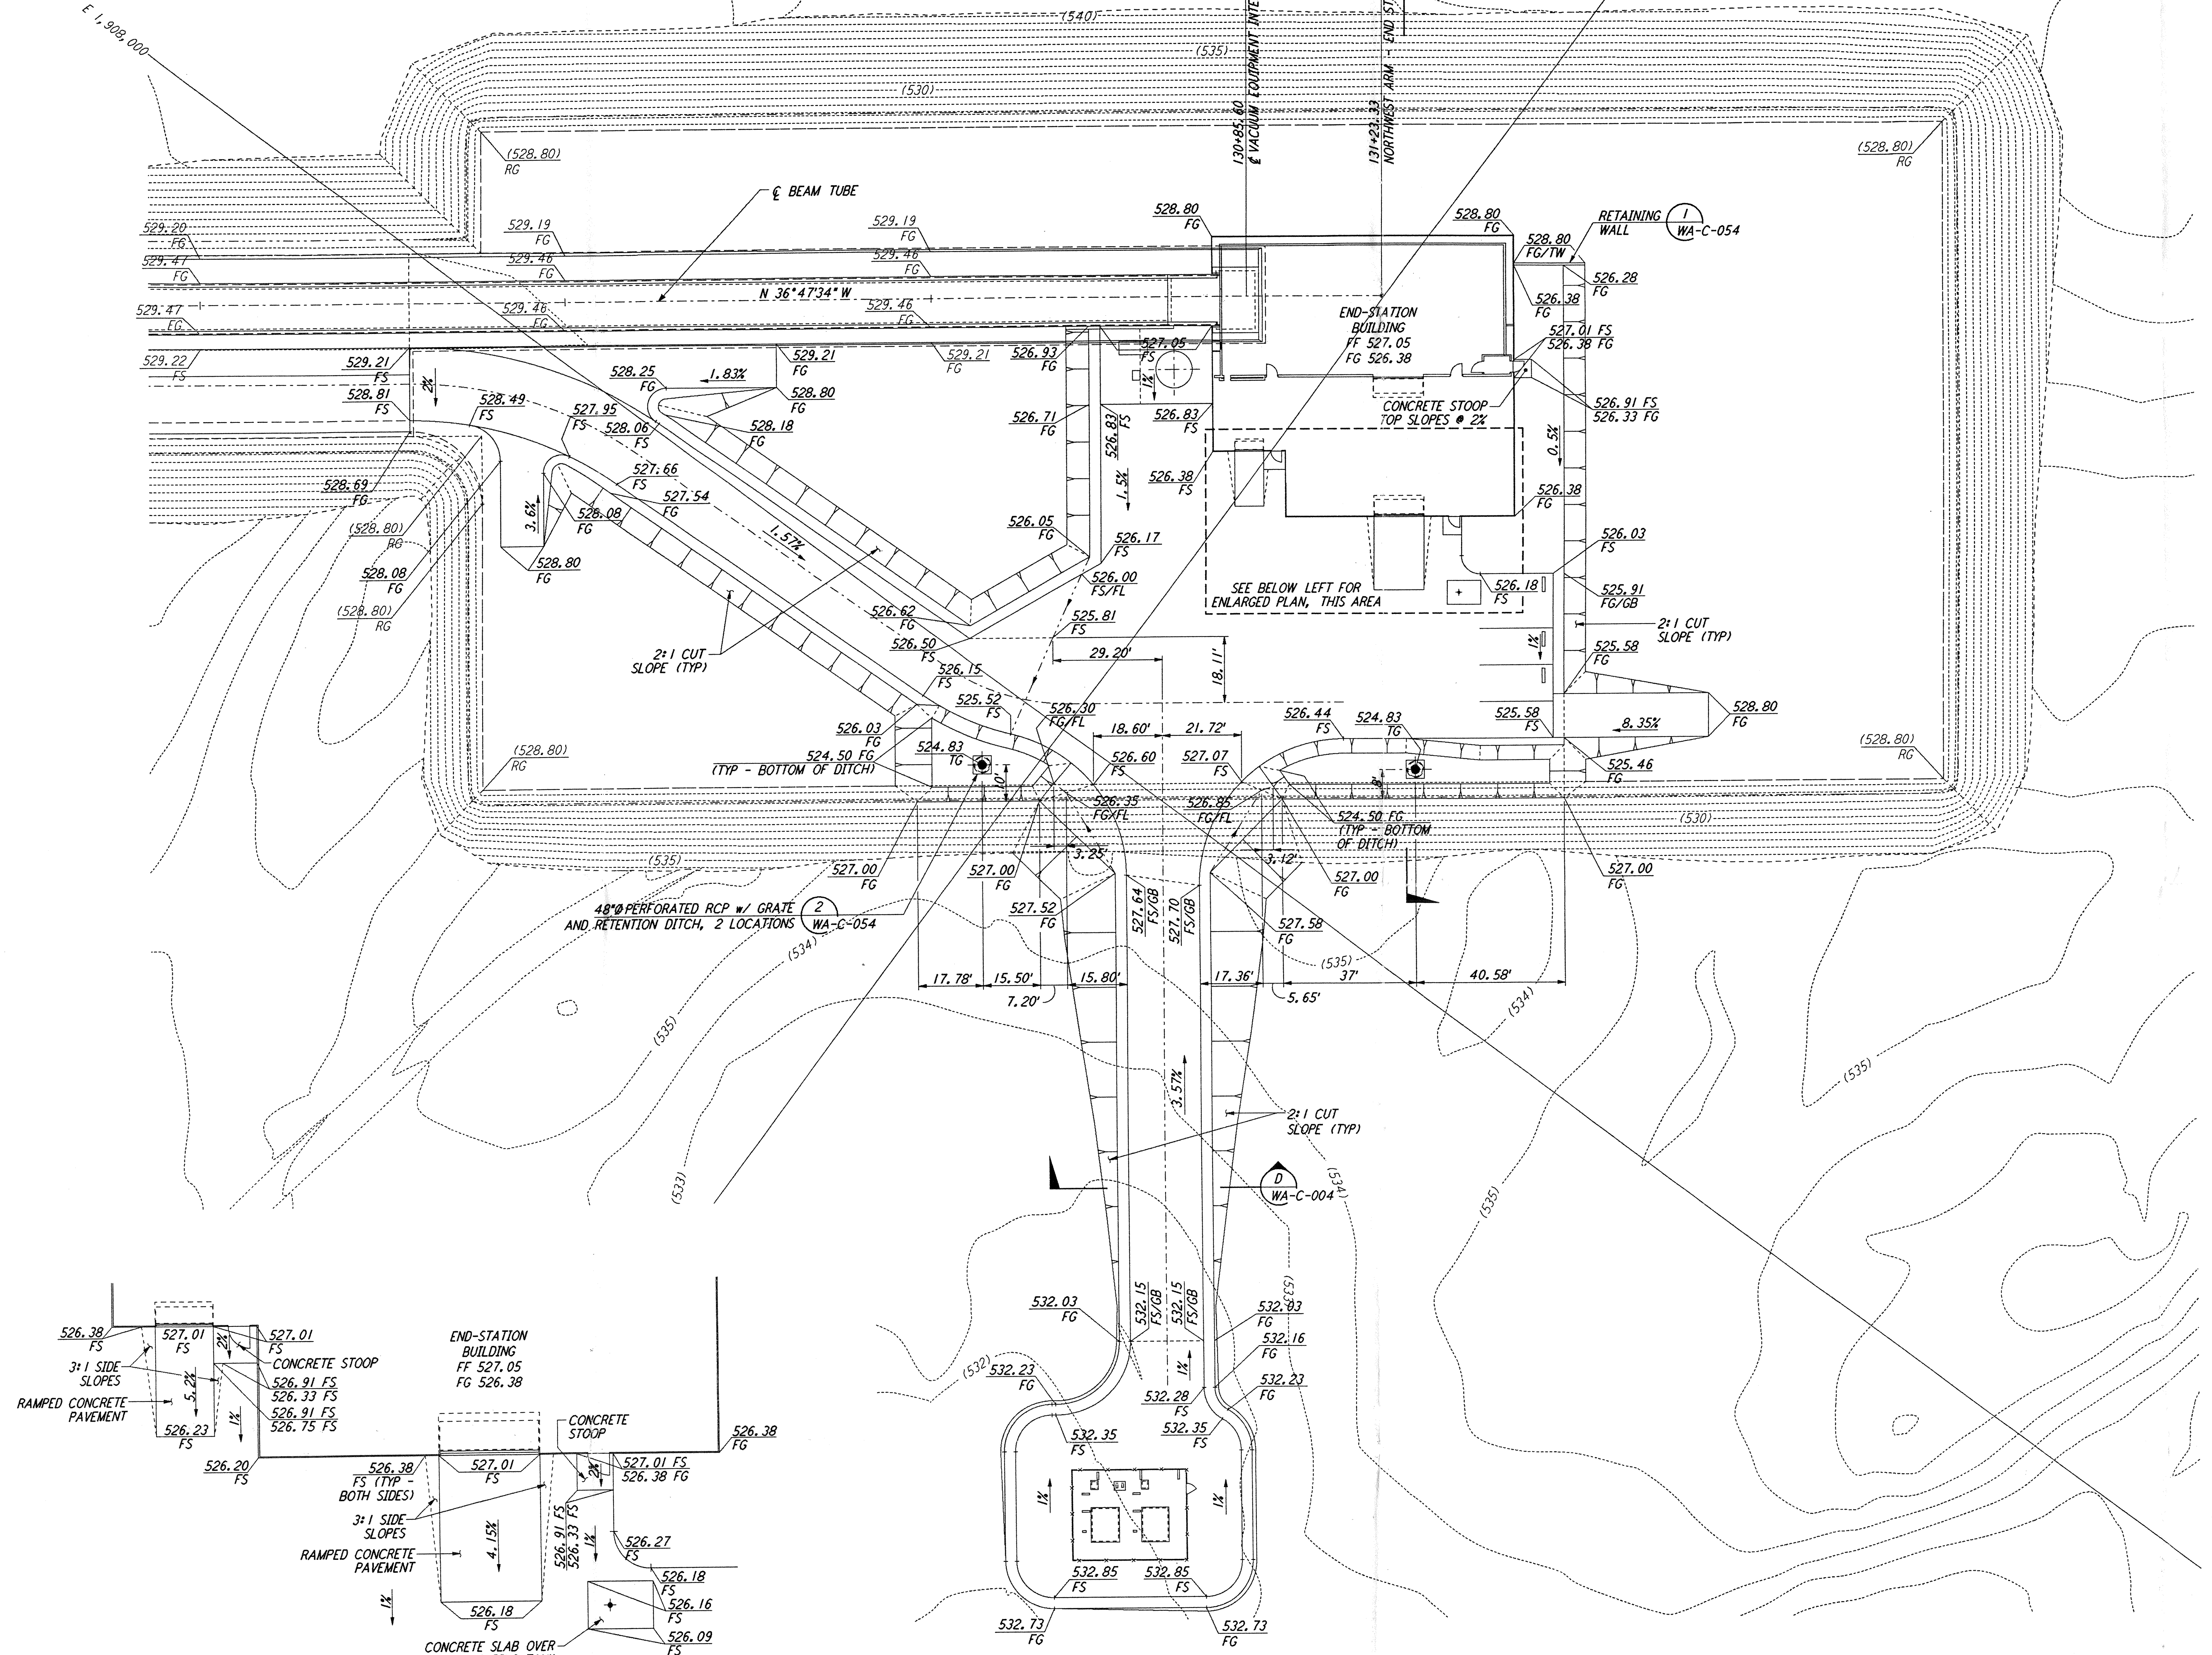 E 1,908,000
(540)
(535)
(530)
130+85.60
℄ VACUUM EQUIPMENT INTE
131+23.33
NORTHWEST ARM - END ST
(528.80)
RG
(528.80)
RG
℄ BEAM TUBE
529.20
FG
529.19
FG
529.19
FG
528.80
FG
528.80
FG
528.80
FG/TW
RETAINING
WALL
1
WA-C-054
529.47
FG
529.46
FG
529.46
FG
526.28
FG
526.38
FG
N 36°47'34" W
529.47
FG
529.46
FG
529.46
FG
END-STATION
BUILDING
FF 527.05
FG 526.38
527.01 FS
526.38 FG
529.22
FS
529.21
FS
529.21
FG
529.21
FG
526.93
FG
527.05
FS
2%
528.25
FG
1.83%
528.80
FG
1%
528.81
FS
528.49
FS
527.95
FS
528.06
FS
528.18
FG
526.71
FG
526.83
FS
526.83
FS
CONCRETE STOOP
TOP SLOPES @ 2%
526.91 FS
526.33 FG
0.5%
528.69
FG
527.66
FS
527.54
FG
1.5%
526.38
FS
526.38
FG
(528.80)
RG
3.6%
528.08
FG
1.57%
526.05
FG
526.17
FS
526.03
FS
528.08
FG
528.80
FG
526.00
FS/FL
SEE BELOW LEFT FOR
ENLARGED PLAN, THIS AREA
526.18
FS
525.91
FG/GB
(528.80)
RG
526.62
FG
525.81
FS
1%
2:1 CUT
SLOPE (TYP)
2:1 CUT
SLOPE (TYP)
526.50
FS
29.20'
18.11'
525.58
FG
526.15
FS
525.52
FS
526.30
FG/FL
18.60'
21.72'
526.44
FS
524.83
TG
525.58
FS
8.35%
528.80
FG
526.03
FG
524.83
TG
(528.80)
RG
524.50 FG
(TYP - BOTTOM OF DITCH)
10'
526.60
FS
527.07
FS
8'
525.46
FG
(528.80)
RG
526.35
FG/FL
526.85
FG/FL
524.50 FG
(TYP - BOTTOM
OF DITCH)
(530)
(535)
3.25'
3.12'
527.00
FG
527.00
FG
527.00
FG
527.00
FG
48"Ø PERFORATED RCP w/ GRATE
AND RETENTION DITCH, 2 LOCATIONS
2
WA-C-054
527.52
FG
527.64
FS/GB
527.70
FS/GB
527.58
FG
(534)
(535)
17.78'
15.50'
15.80'
17.36'
37'
40.58'
7.20'
5.65'
(534)
(535)
(535)
3.57%
2:1 CUT
SLOPE (TYP)
(533)
D
WA-C-004
(534)
(535)
(533)
532.03
FG
532.15
FS/GB
532.15
FS/GB
532.03
FG
532.16
FG
(532)
532.23
FG
1%
532.28
FS
532.23
FG
532.35
FS
532.35
FS
1%
1%
532.85
FS
532.85
FS
532.73
FG
532.73
FG
526.38
FS
527.01
FS
2%
527.01
FS
END-STATION
BUILDING
FF 527.05
FG 526.38
3:1 SIDE
SLOPES
CONCRETE STOOP
5.2%
526.91 FS
526.33 FS
RAMPED CONCRETE
PAVEMENT
526.91 FS
526.75 FS
1%
526.23
FS
526.20
FS
CONCRETE
STOOP
526.38
FG
526.38
FS (TYP -
BOTH SIDES)
527.01
FS
2%
527.01 FS
526.38 FG
3:1 SIDE
SLOPES
526.91 FS
526.33 FS
4.15%
1%
526.27
FS
RAMPED CONCRETE
PAVEMENT
526.18
FS
1%
526.18
FS
526.16
FS
526.09
FS
CONCRETE SLAB OVER